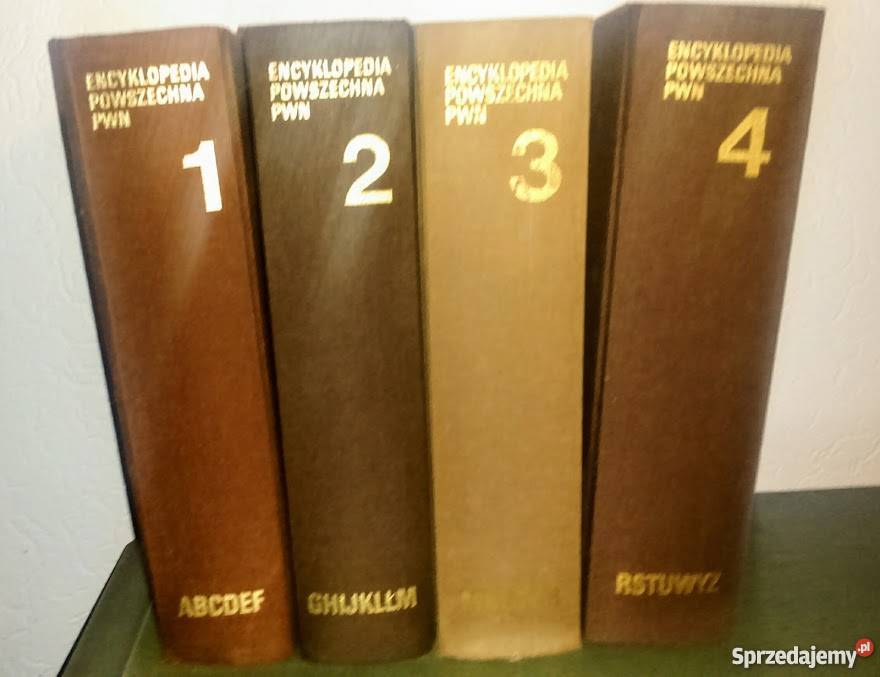 ENCYKLOPEDIA
POWSZECHNA
PWN
1
ABCDEF
ENCYKLOPEDIA
POWSZECHNA
PWN
2
GHIJKLŁM
ENCYKLOPEDIA
POWSZECHNA
PWN
3
ENCYKLOPEDIA
POWSZECHNA
PWN
4
RSTUWYZ
Sprzedajemy.pl